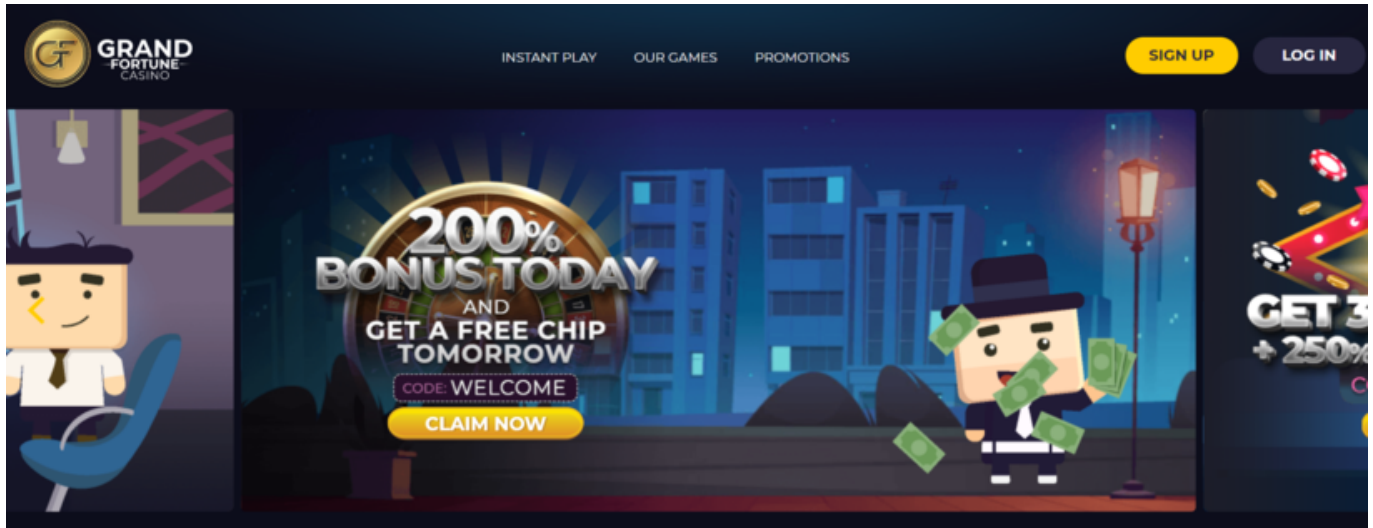 GF
GRAND
FORTUNE
CASINO
INSTANT PLAY
OUR GAMES
PROMOTIONS
SIGN UP
LOG IN
200%
BONUS TODAY
AND
GET A FREE CHIP
TOMORROW
CODE: WELCOME
CLAIM NOW
GET 3
+ 250%
C